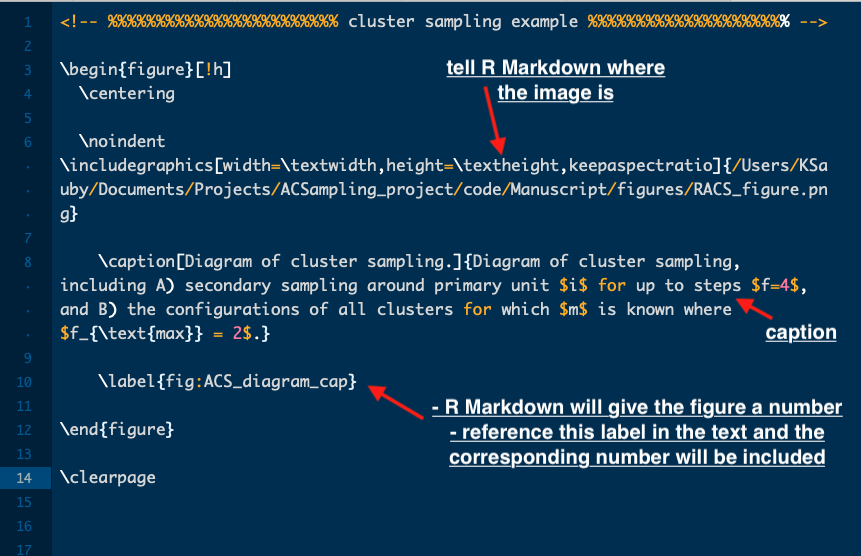 1 <!-- %%%%%%%%%%%%%%%%%%%%%%%% cluster sampling example %%%%%%%%%%%%%%%%%%%%% -->
2
3 \begin{figure}[!h]
tell R Markdown where
the image is
4 \centering
5
6 \noindent
· \includegraphics[width=\textwidth,height=\textheight,keepaspectratio]{/Users/KSa
· uby/Documents/Projects/ACSampling_project/code/Manuscript/figures/RACS_figure.pn
· g}
7
8 \caption[Diagram of cluster sampling.]{Diagram of cluster sampling,
· including A) secondary sampling around primary unit $i$ for up to steps $f=4$,
· and B) the configurations of all clusters for which $m$ is known where
· $f_{\text{max}} = 2$.}
caption
9
10 \label{fig:ACS_diagram_cap}
11
- R Markdown will give the figure a number
- reference this label in the text and the
corresponding number will be included
12 \end{figure}
13
14 \clearpage
15
16
17